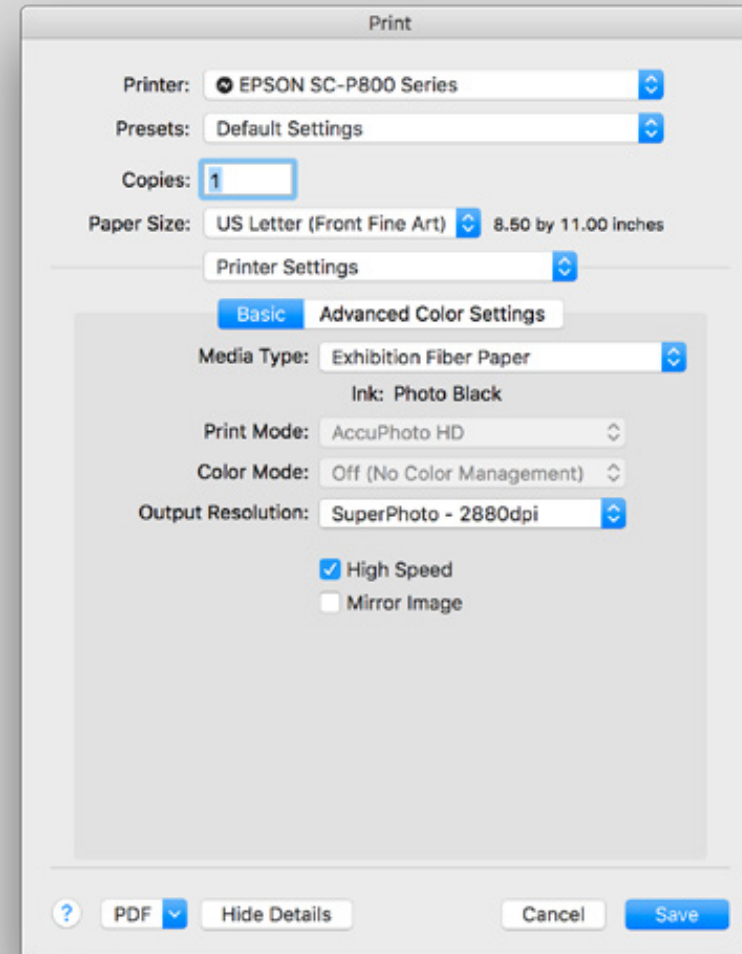 Print
Printer: EPSON SC-P800 Series
Presets: Default Settings
Copies: 1
Paper Size: US Letter (Front Fine Art) 8.50 by 11.00 inches
Printer Settings
Basic Advanced Color Settings
Media Type: Exhibition Fiber Paper
Ink: Photo Black
Print Mode: AccuPhoto HD
Color Mode: Off (No Color Management)
Output Resolution: SuperPhoto - 2880dpi
High Speed
Mirror Image
? PDF Hide Details Cancel Save